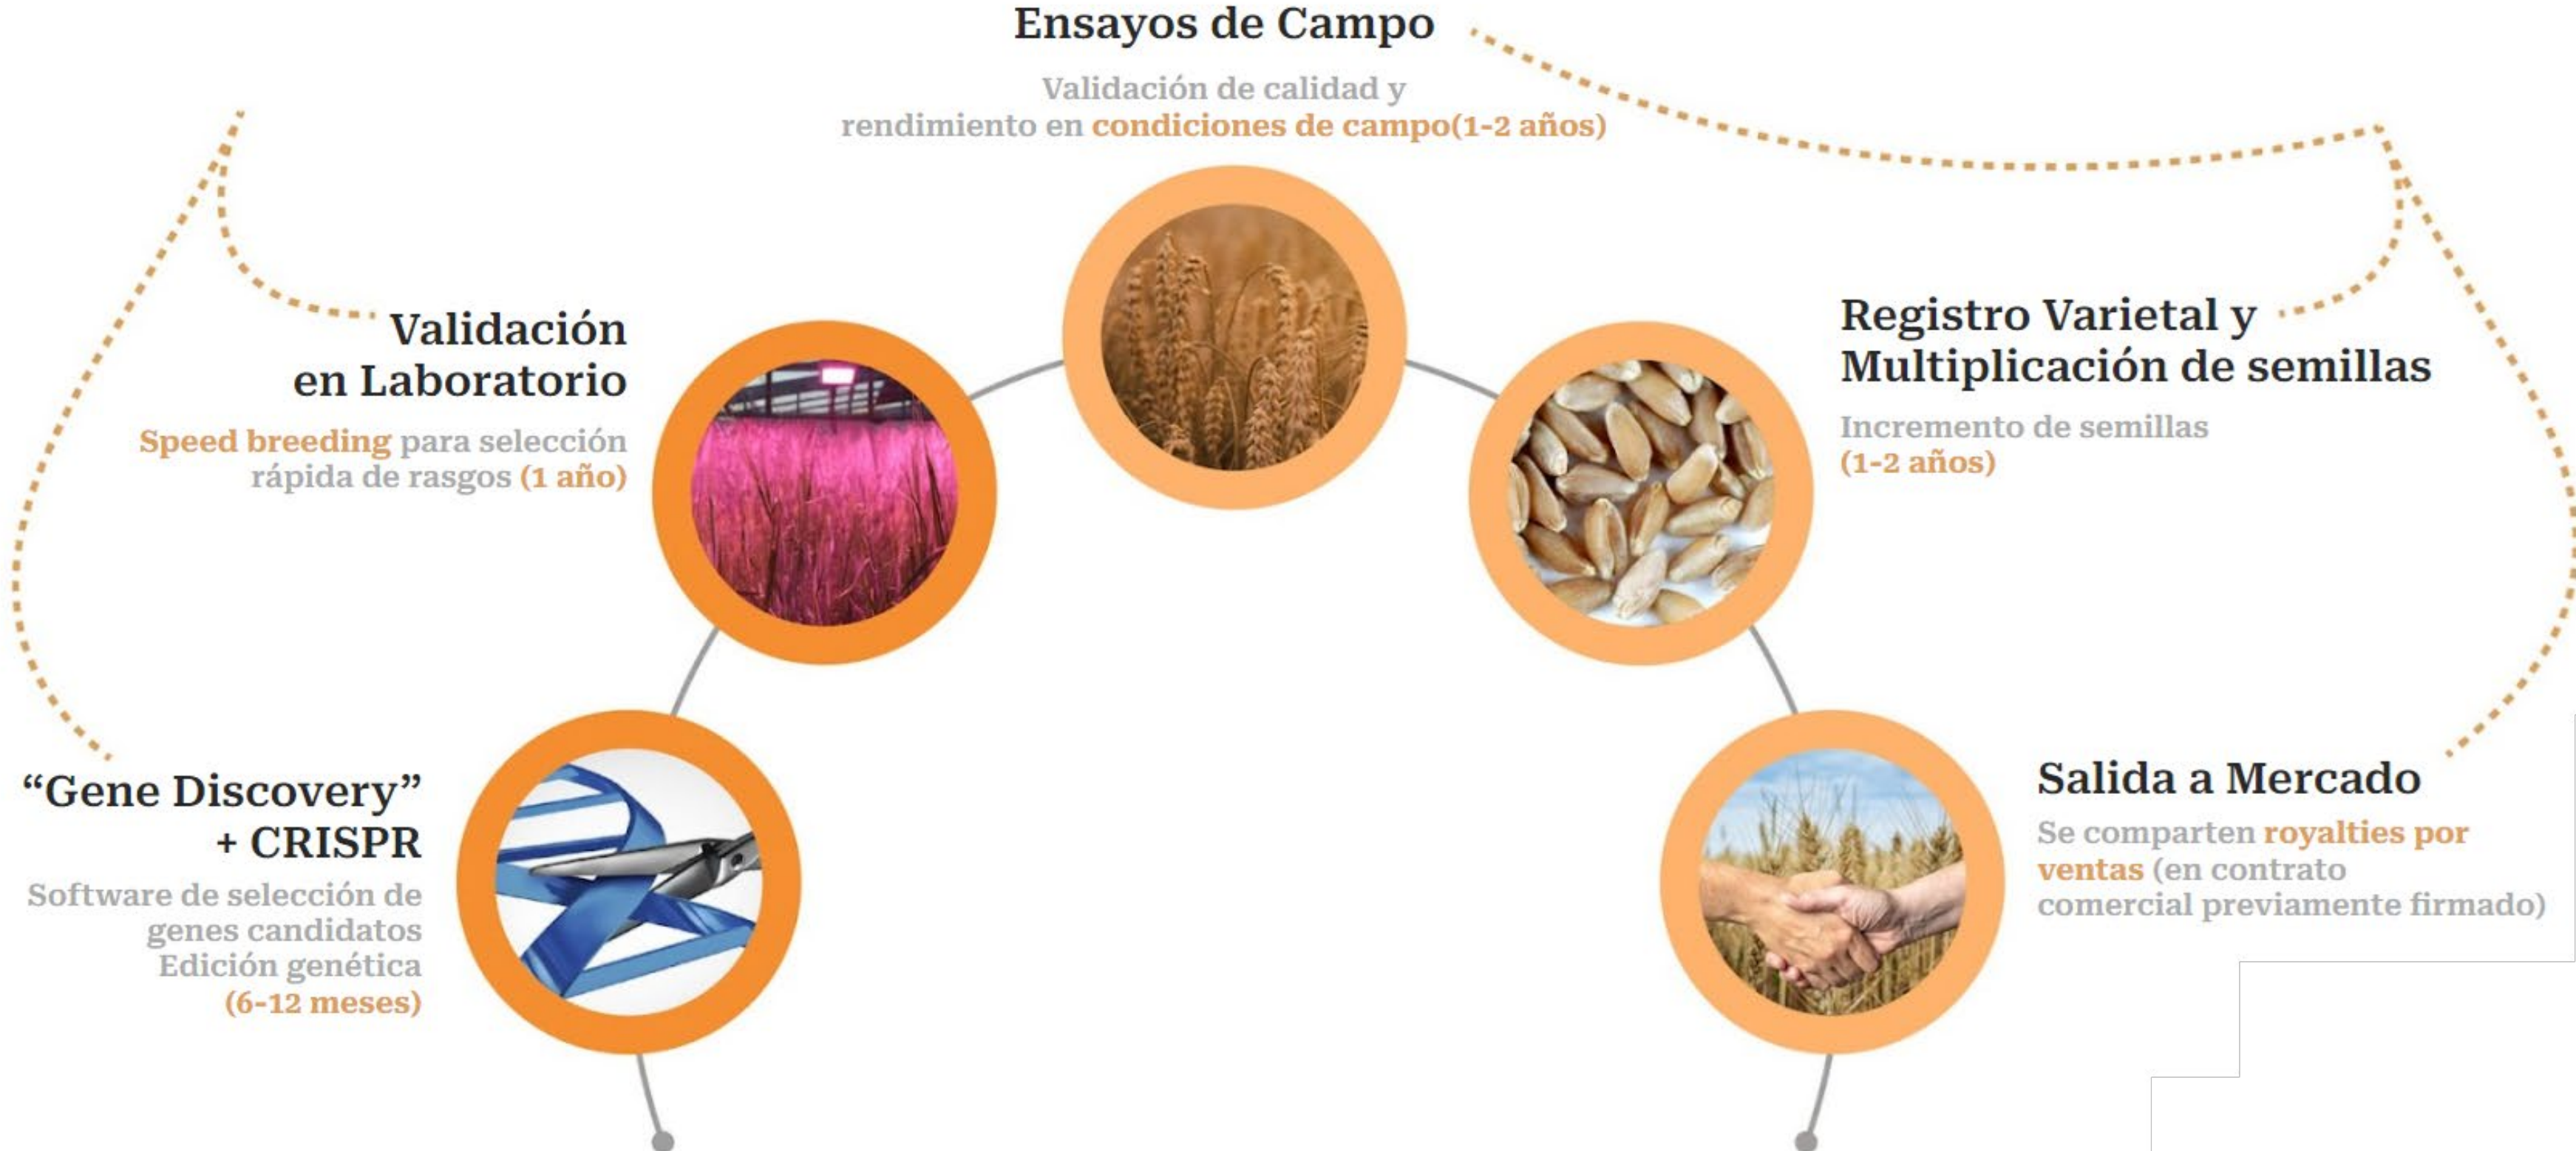 Ensayos de Campo
Validación de calidad y
rendimiento en condiciones de campo(1-2 años)
Validación
en Laboratorio
Speed breeding para selección
rápida de rasgos (1 año)
Registro Varietal y
Multiplicación de semillas
Incremento de semillas
(1-2 años)
“Gene Discovery”
+ CRISPR
Software de selección de
genes candidatos
Edición genética
(6-12 meses)
Salida a Mercado
Se comparten royalties por
ventas (en contrato
comercial previamente firmado)